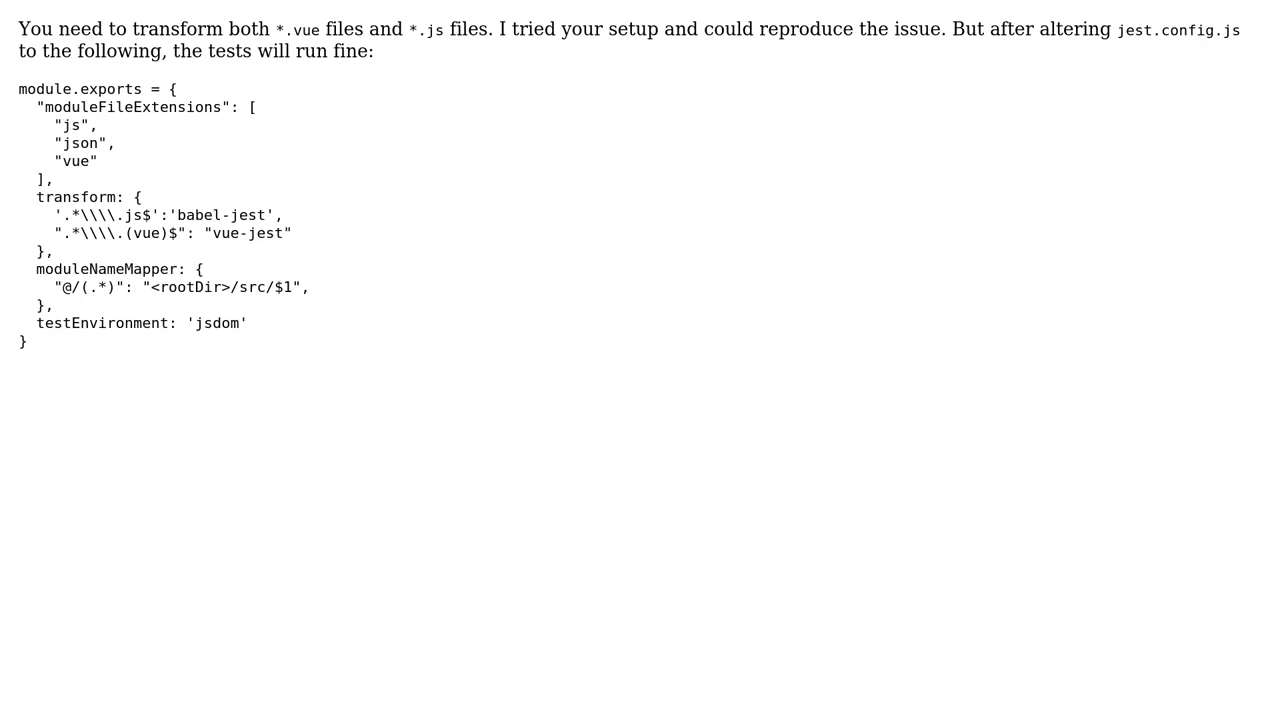 You need to transform both *.vue files and *.js files. I tried your setup and could reproduce the issue. But after altering jest.config.js
to the following, the tests will run fine:
module.exports = {
  "moduleFileExtensions": [
    "js",
    "json",
    "vue"
  ],
  transform: {
    '.*\\\\.js$':'babel-jest',
    ".*\\\\.(vue)$": "vue-jest"
  },
  moduleNameMapper: {
    "@/(.*)": "<rootDir>/src/$1",
  },
  testEnvironment: 'jsdom'
}